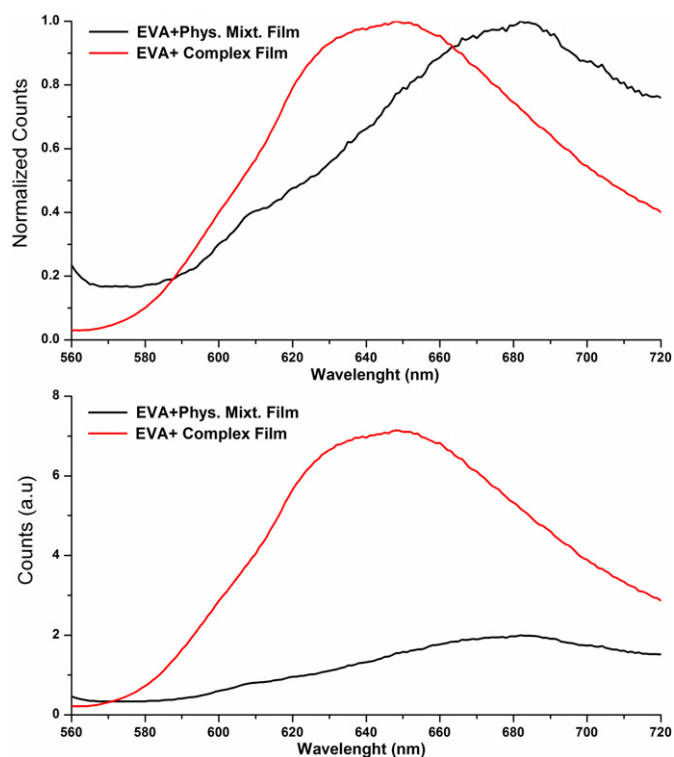 EVA+Phys. Mixt. Film
EVA+ Complex Film
Normalized Counts
1.0
0.8
0.6
0.4
0.2
0.0
560 580 600 620 640 660 680 700 720
Wavelenght (nm)
EVA+Phys. Mixt. Film
EVA+ Complex Film
Counts (a.u)
8
6
4
2
0
560 580 600 620 640 660 680 700 720
Wavelenght (nm)